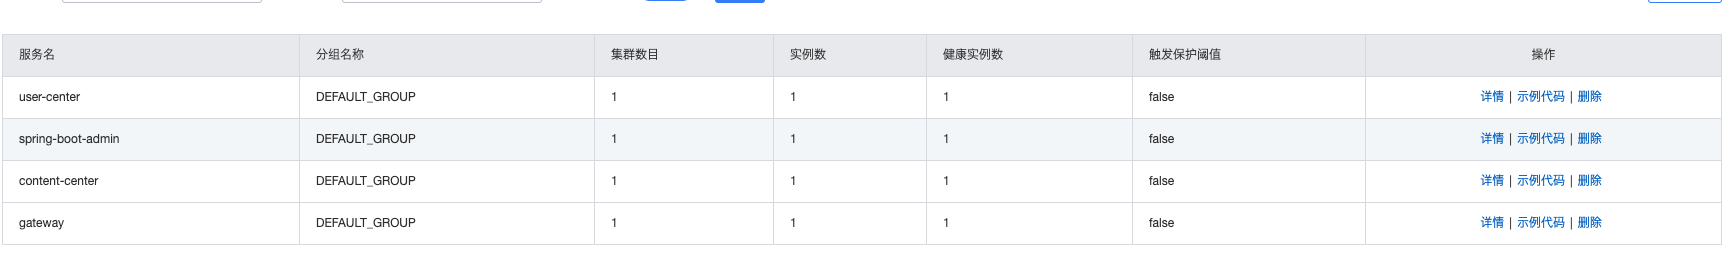 服务名 分组名称 集群数目 实例数 健康实例数 触发保护阈值 操作
user-center DEFAULT_GROUP 1 1 1 false 详情 | 示例代码 | 删除
spring-boot-admin DEFAULT_GROUP 1 1 1 false 详情 | 示例代码 | 删除
content-center DEFAULT_GROUP 1 1 1 false 详情 | 示例代码 | 删除
gateway DEFAULT_GROUP 1 1 1 false 详情 | 示例代码 | 删除